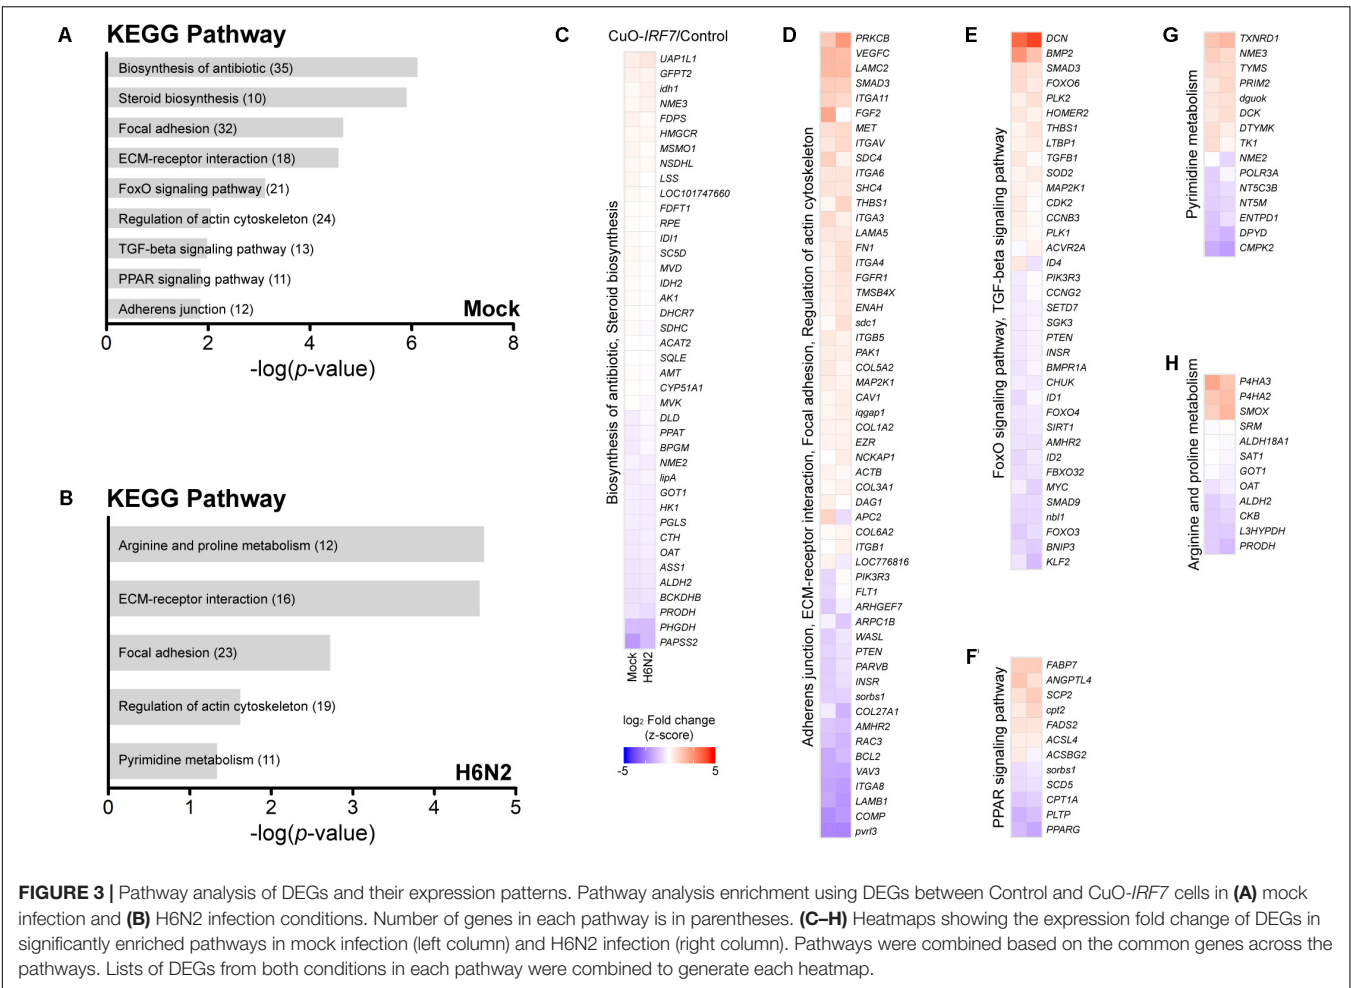 A
KEGG Pathway
Biosynthesis of antibiotic (35)
Steroid biosynthesis (10)
Focal adhesion (32)
ECM-receptor interaction (18)
FoxO signaling pathway (21)
Regulation of actin cytoskeleton (24)
TGF-beta signaling pathway (13)
PPAR signaling pathway (11)
Adherens junction (12)
Mock
0 2 4 6 8
-log(p-value)
B
KEGG Pathway
Arginine and proline metabolism (12)
ECM-receptor interaction (16)
Focal adhesion (23)
Regulation of actin cytoskeleton (19)
Pyrimidine metabolism (11)
H6N2
0 1 2 3 4 5
-log(p-value)
C
CuO-IRF7/Control
Biosynthesis of antibiotic, Steroid biosynthesis
UAP1L1
GFPT2
idh1
NME3
FDPS
HMGCR
MSMO1
NSDHL
LSS
LOC101747660
FDFT1
RPE
IDI1
SC5D
MVD
IDH2
AK1
DHCR7
SDHC
ACAT2
SQLE
AMT
CYP51A1
MVK
DLD
PPAT
BPGM
NME2
lipA
GOT1
HK1
PGLS
CTH
OAT
ASS1
ALDH2
BCKDHB
PRODH
PHGDH
PAPSS2
Mock
H6N2
log₂ Fold change
(z-score)
-5 5
D
Adherens junction, ECM-receptor interaction, Focal adhesion, Regulation of actin cytoskeleton
PRKCB
VEGFC
LAMC2
SMAD3
ITGA11
FGF2
MET
ITGAV
SDC4
ITGA6
SHC4
THBS1
ITGA3
LAMA5
FN1
ITGA4
FGFR1
TMSB4X
ENAH
sdc1
ITGB5
PAK1
COL5A2
MAP2K1
CAV1
iqgap1
COL1A2
EZR
NCKAP1
ACTB
COL3A1
DAG1
APC2
COL6A2
ITGB1
LOC776816
PIK3R3
FLT1
ARHGEF7
ARPC1B
WASL
PTEN
PARVB
INSR
sorbs1
COL27A1
AMHR2
RAC3
BCL2
VAV3
ITGA8
LAMB1
COMP
pvrl3
E
FoxO signaling pathway, TGF-beta signaling pathway
DCN
BMP2
SMAD3
FOXO6
PLK2
HOMER2
THBS1
LTBP1
TGFB1
SOD2
MAP2K1
CDK2
CCNB3
PLK1
ACVR2A
ID4
PIK3R3
CCNG2
SETD7
SGK3
PTEN
INSR
BMPR1A
CHUK
ID1
FOXO4
SIRT1
AMHR2
ID2
FBXO32
MYC
SMAD9
nbl1
FOXO3
BNIP3
KLF2
F
PPAR signaling pathway
FABP7
ANGPTL4
SCP2
cpt2
FADS2
ACSL4
ACSBG2
sorbs1
SCD5
CPT1A
PLTP
PPARG
G
Pyrimidine metabolism
TXNRD1
NME3
TYMS
PRIM2
dguok
DCK
DTYMK
TK1
NME2
POLR3A
NT5C3B
NT5M
ENTPD1
DPYD
CMPK2
H
Arginine and proline metabolism
P4HA3
P4HA2
SMOX
SRM
ALDH18A1
SAT1
GOT1
OAT
ALDH2
CKB
L3HYPDH
PRODH
FIGURE 3 | Pathway analysis of DEGs and their expression patterns. Pathway analysis enrichment using DEGs between Control and CuO-IRF7 cells in (A) mock
infection and (B) H6N2 infection conditions. Number of genes in each pathway is in parentheses. (C–H) Heatmaps showing the expression fold change of DEGs in
significantly enriched pathways in mock infection (left column) and H6N2 infection (right column). Pathways were combined based on the common genes across the
pathways. Lists of DEGs from both conditions in each pathway were combined to generate each heatmap.